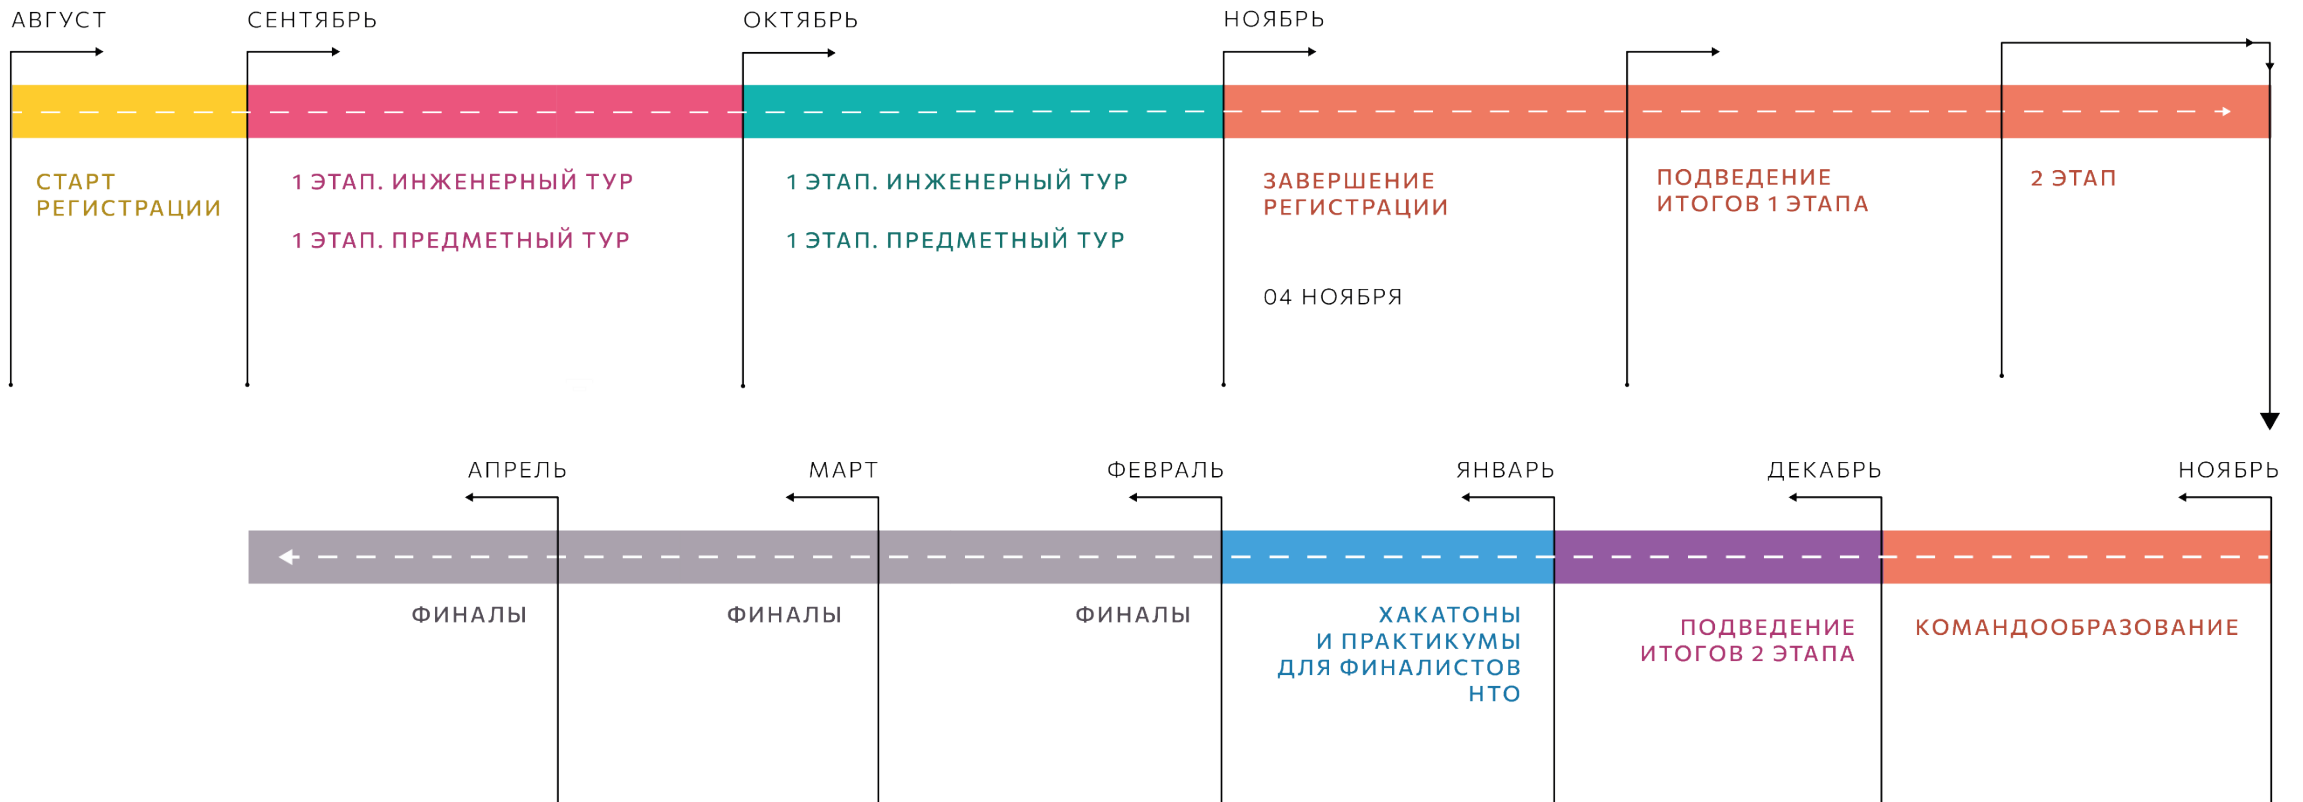 АВГУСТ
СЕНТЯБРЬ
ОКТЯБРЬ
НОЯБРЬ
СТАРТ
РЕГИСТРАЦИИ
1 ЭТАП. ИНЖЕНЕРНЫЙ ТУР
1 ЭТАП. ПРЕДМЕТНЫЙ ТУР
1 ЭТАП. ИНЖЕНЕРНЫЙ ТУР
1 ЭТАП. ПРЕДМЕТНЫЙ ТУР
ЗАВЕРШЕНИЕ
РЕГИСТРАЦИИ
04 НОЯБРЯ
ПОДВЕДЕНИЕ
ИТОГОВ 1 ЭТАПА
2 ЭТАП
НОЯБРЬ
ДЕКАБРЬ
ЯНВАРЬ
ФЕВРАЛЬ
МАРТ
АПРЕЛЬ
КОМАНДООБРАЗОВАНИЕ
ПОДВЕДЕНИЕ
ИТОГОВ 2 ЭТАПА
ХАКАТОНЫ
И ПРАКТИКУМЫ
ДЛЯ ФИНАЛИСТОВ
НТО
ФИНАЛЫ
ФИНАЛЫ
ФИНАЛЫ